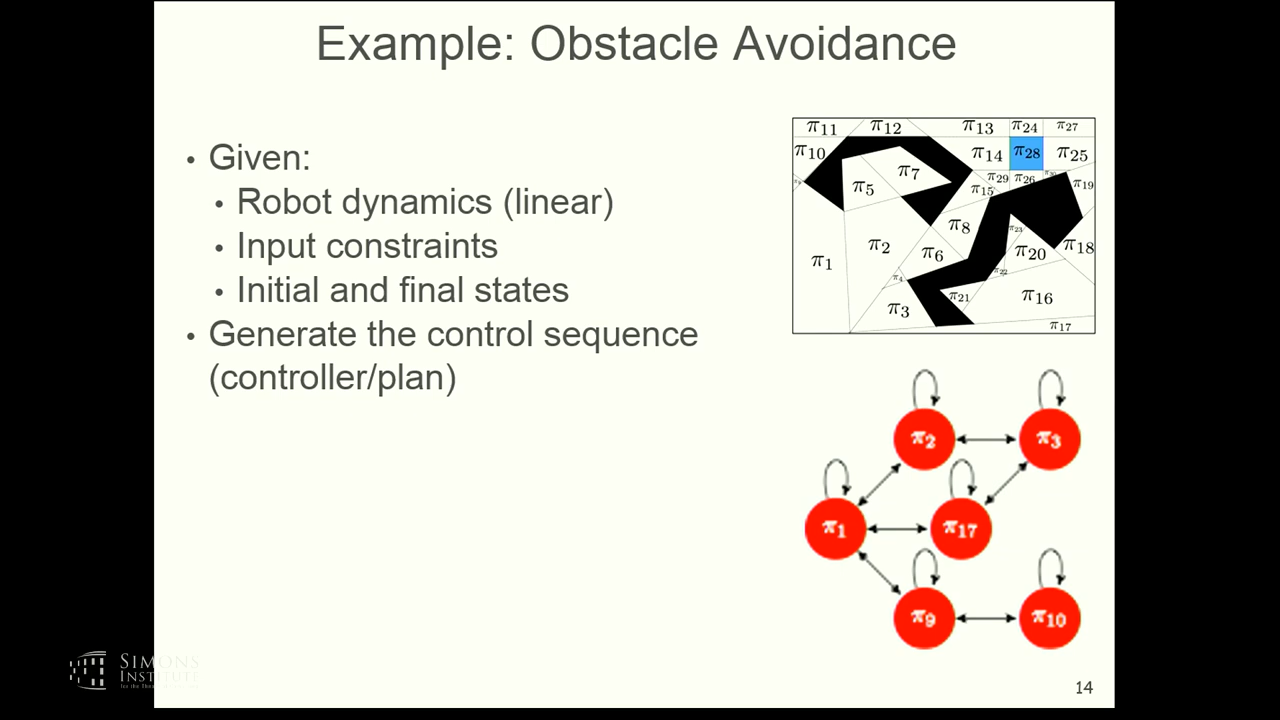 Example: Obstacle Avoidance
• Given:
• Robot dynamics (linear)
• Input constraints
• Initial and final states
• Generate the control sequence
(controller/plan)
π11 π12 π13 π24 π27
π10 π7 π14 π28 π25
π5 π15 π29 π26 π19
π1 π2 π6 π8 π23 π20 π18
π4 π3 π21 π22 π16
π17
π2 π3
π1 π17
π9 π10
SIMONS
INSTITUTE
14